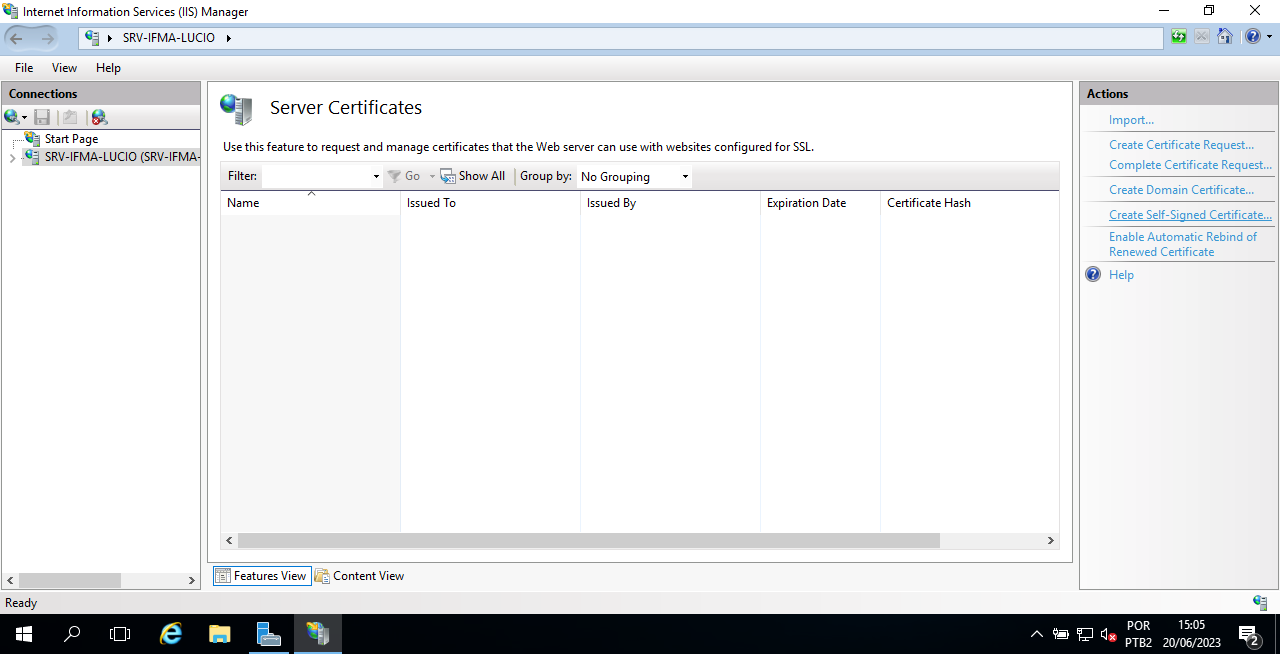 Internet Information Services (IIS) Manager
SRV-IFMA-LUCIO
File View Help
Connections
Start Page
SRV-IFMA-LUCIO (SRV-IFMA-
Server Certificates
Use this feature to request and manage certificates that the Web server can use with websites configured for SSL.
Filter: Go Show All Group by: No Grouping
Name Issued To Issued By Expiration Date Certificate Hash
Features View Content View
Actions
Import...
Create Certificate Request...
Complete Certificate Request...
Create Domain Certificate...
Create Self-Signed Certificate...
Enable Automatic Rebind of
Renewed Certificate
Help
Ready
POR
PTB2
15:05
20/06/2023
2